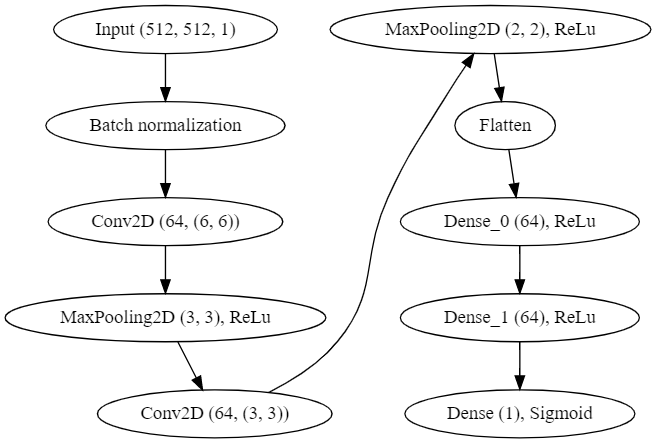 Input (512, 512, 1)
Batch normalization
Conv2D (64, (6, 6))
MaxPooling2D (3, 3), ReLu
Conv2D (64, (3, 3))
MaxPooling2D (2, 2), ReLu
Flatten
Dense_0 (64), ReLu
Dense_1 (64), ReLu
Dense (1), Sigmoid